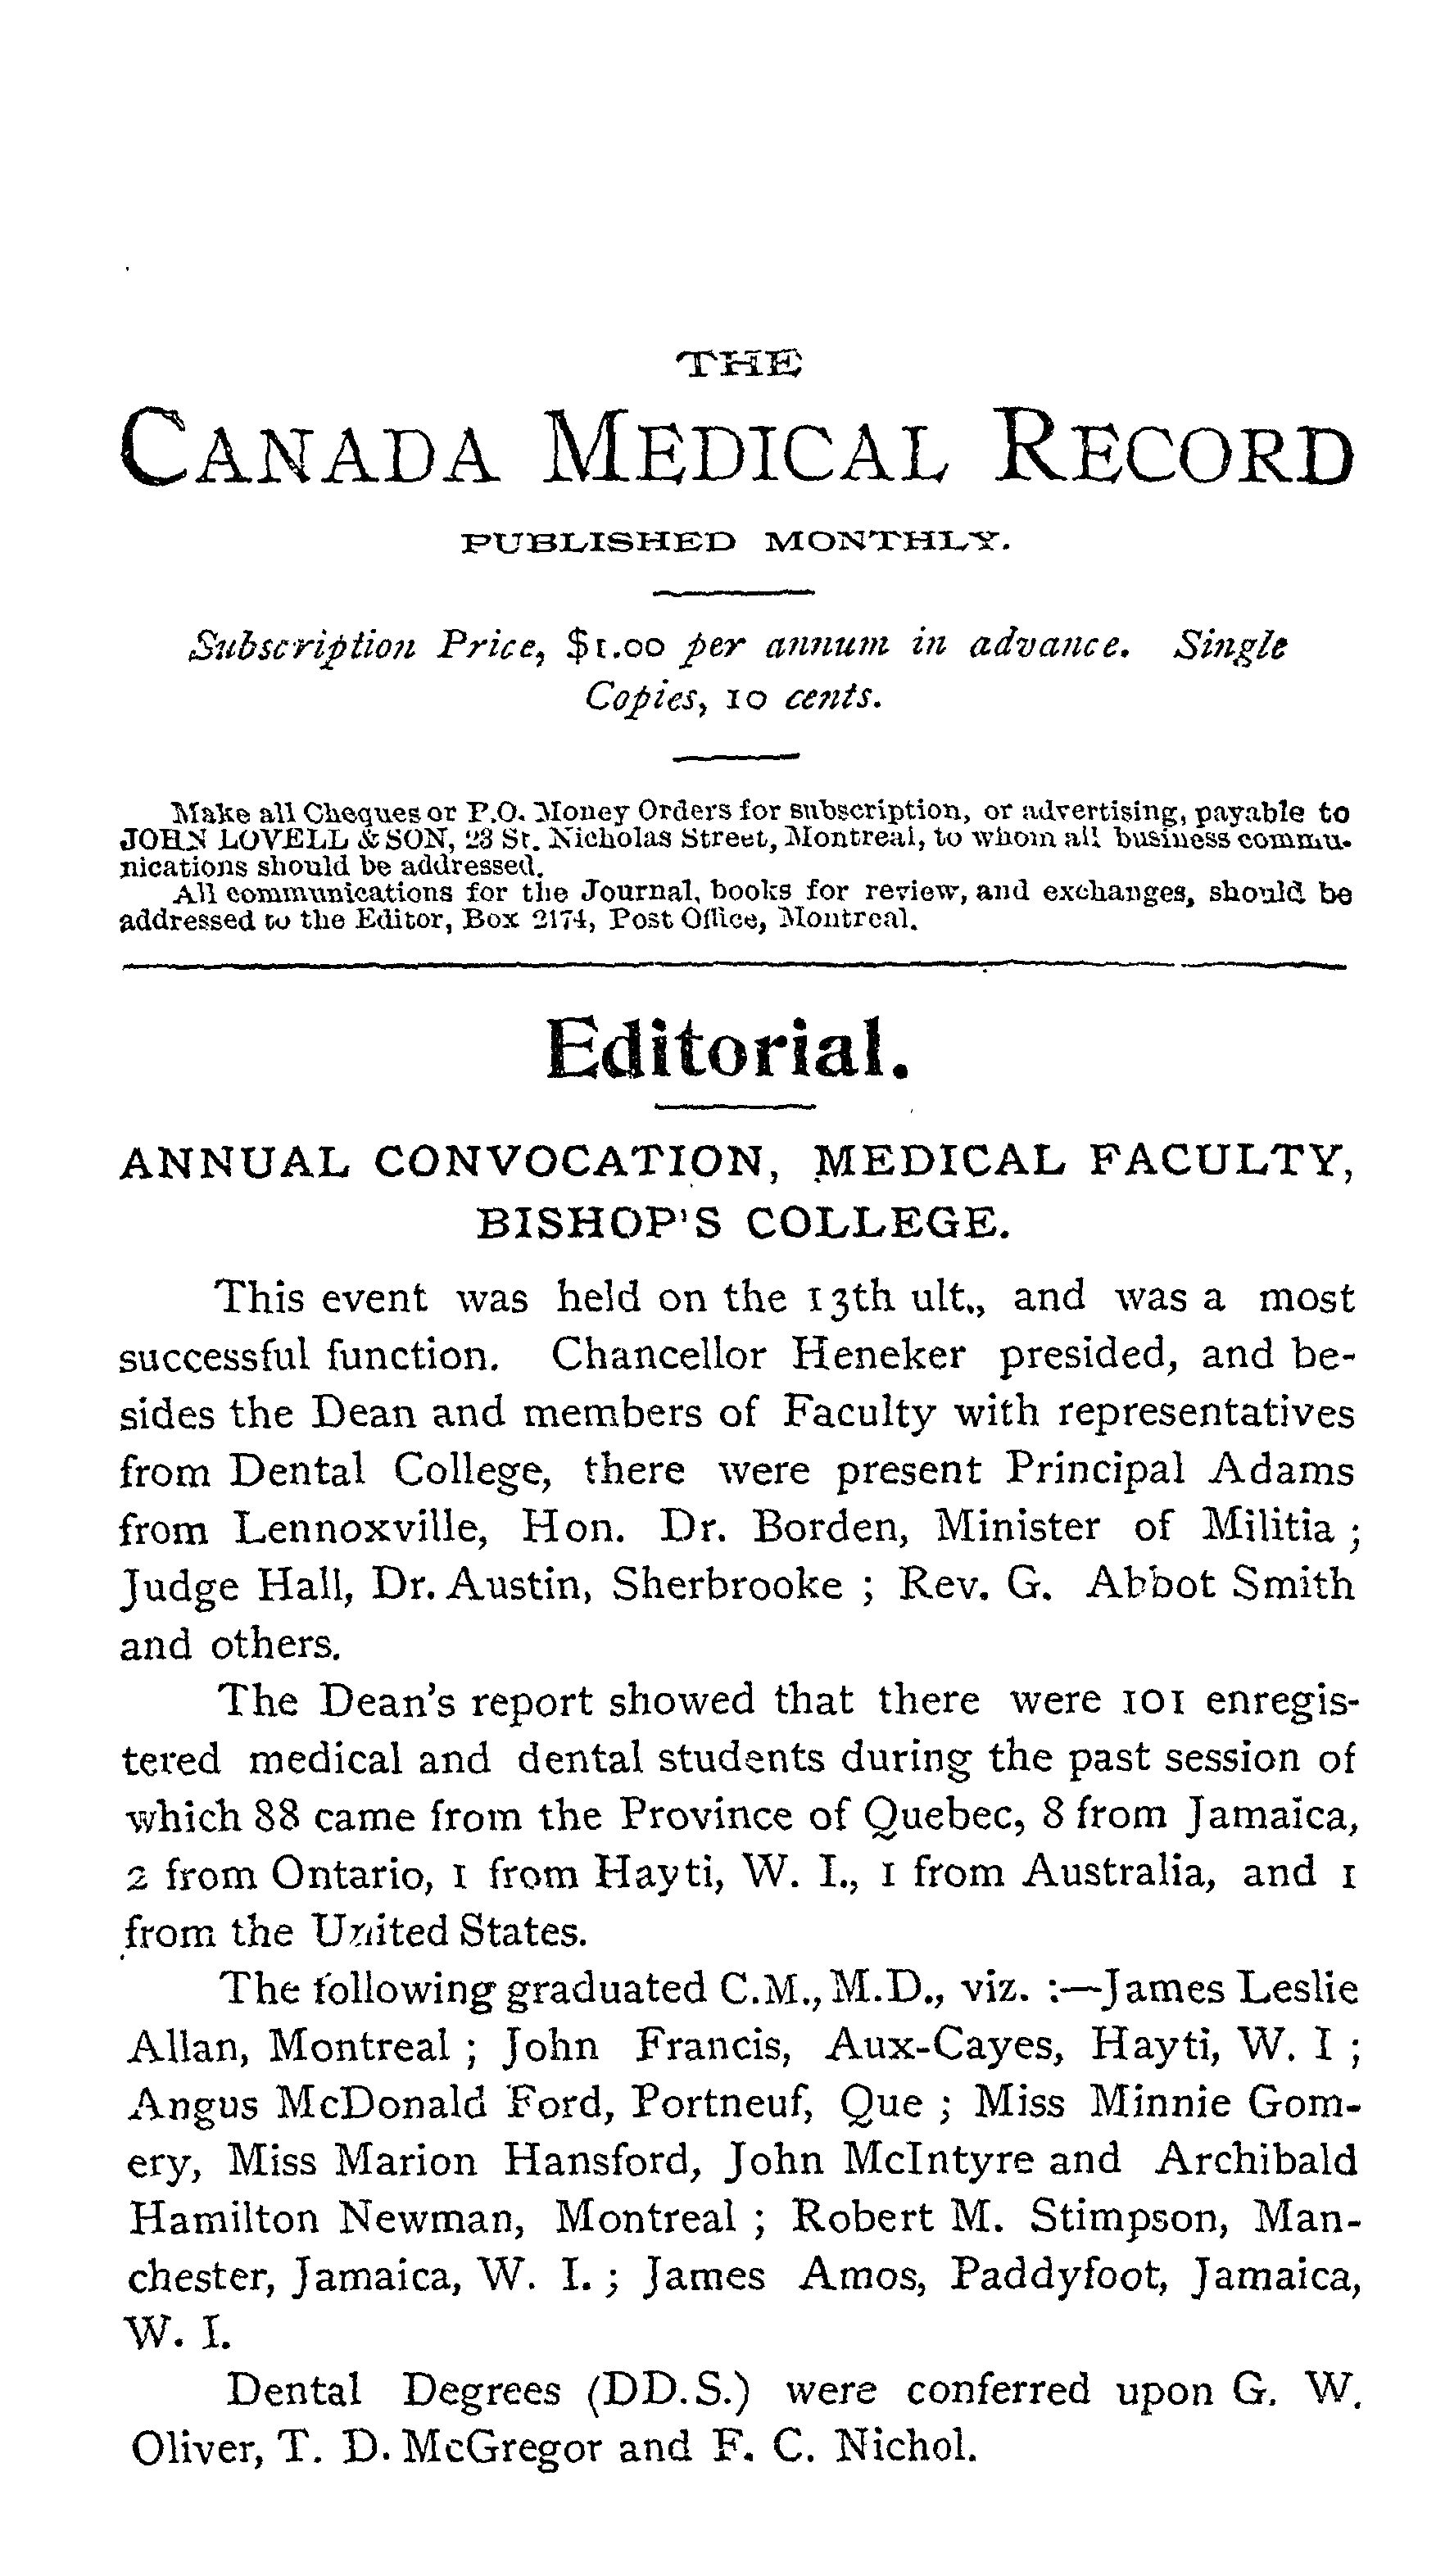 THE
CANADA MEDICAL RECORD
PUBLISHED MONTHLY.
Subscription Price, $1.00 per annum in advance. Single
Copies, 10 cents.
Make all Cheques or P.O. Money Orders for subscription, or advertising, payable to
JOHN LOVELL & SON, 23 St. Nicholas Street, Montreal, to whom all business commu-
nications should be addressed.
All communications for the Journal, books for review, and exchanges, should be
addressed to the Editor, Box 2174, Post Office, Montreal.
Editorial.
ANNUAL CONVOCATION, MEDICAL FACULTY,
BISHOP'S COLLEGE.
This event was held on the 13th ult., and was a most
successful function. Chancellor Heneker presided, and be-
sides the Dean and members of Faculty with representatives
from Dental College, there were present Principal Adams
from Lennoxville, Hon. Dr. Borden, Minister of Militia ;
Judge Hall, Dr. Austin, Sherbrooke ; Rev. G. Abbot Smith
and others.
The Dean's report showed that there were 101 enregis-
tered medical and dental students during the past session of
which 88 came from the Province of Quebec, 8 from Jamaica,
2 from Ontario, 1 from Hayti, W. I., 1 from Australia, and 1
from the United States.
The following graduated C.M., M.D., viz. :—James Leslie
Allan, Montreal ; John Francis, Aux-Cayes, Hayti, W. I ;
Angus McDonald Ford, Portneuf, Que ; Miss Minnie Gom-
ery, Miss Marion Hansford, John McIntyre and Archibald
Hamilton Newman, Montreal ; Robert M. Stimpson, Man-
chester, Jamaica, W. I. ; James Amos, Paddyfoot, Jamaica,
W. I.
Dental Degrees (DD.S.) were conferred upon G. W.
Oliver, T. D. McGregor and F. C. Nichol.